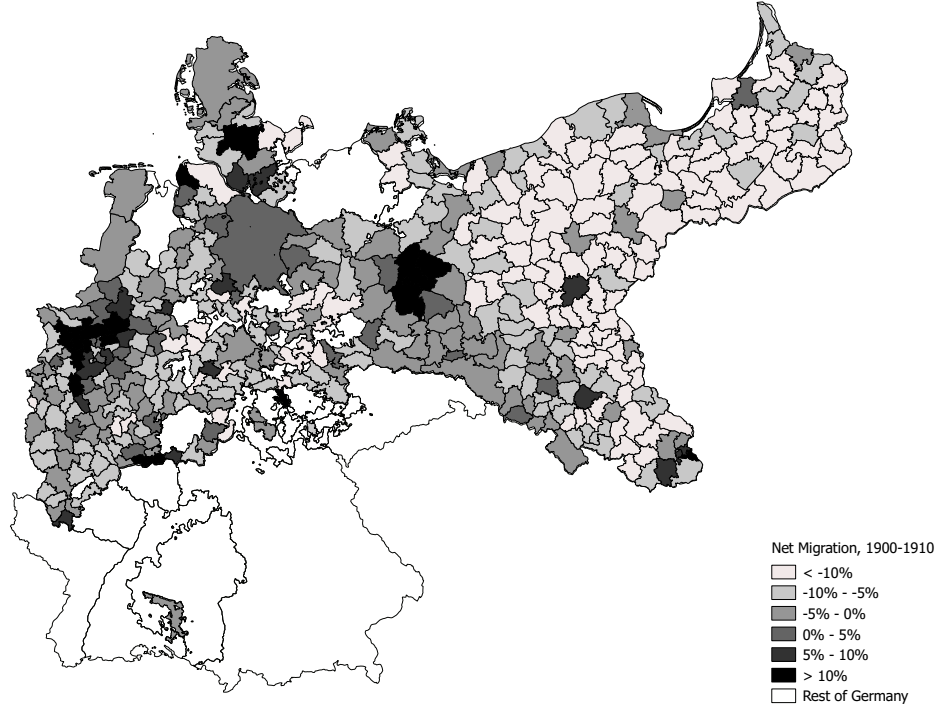 Net Migration, 1900-1910
< -10%
-10% - -5%
-5% - 0%
0% - 5%
5% - 10%
> 10%
Rest of Germany